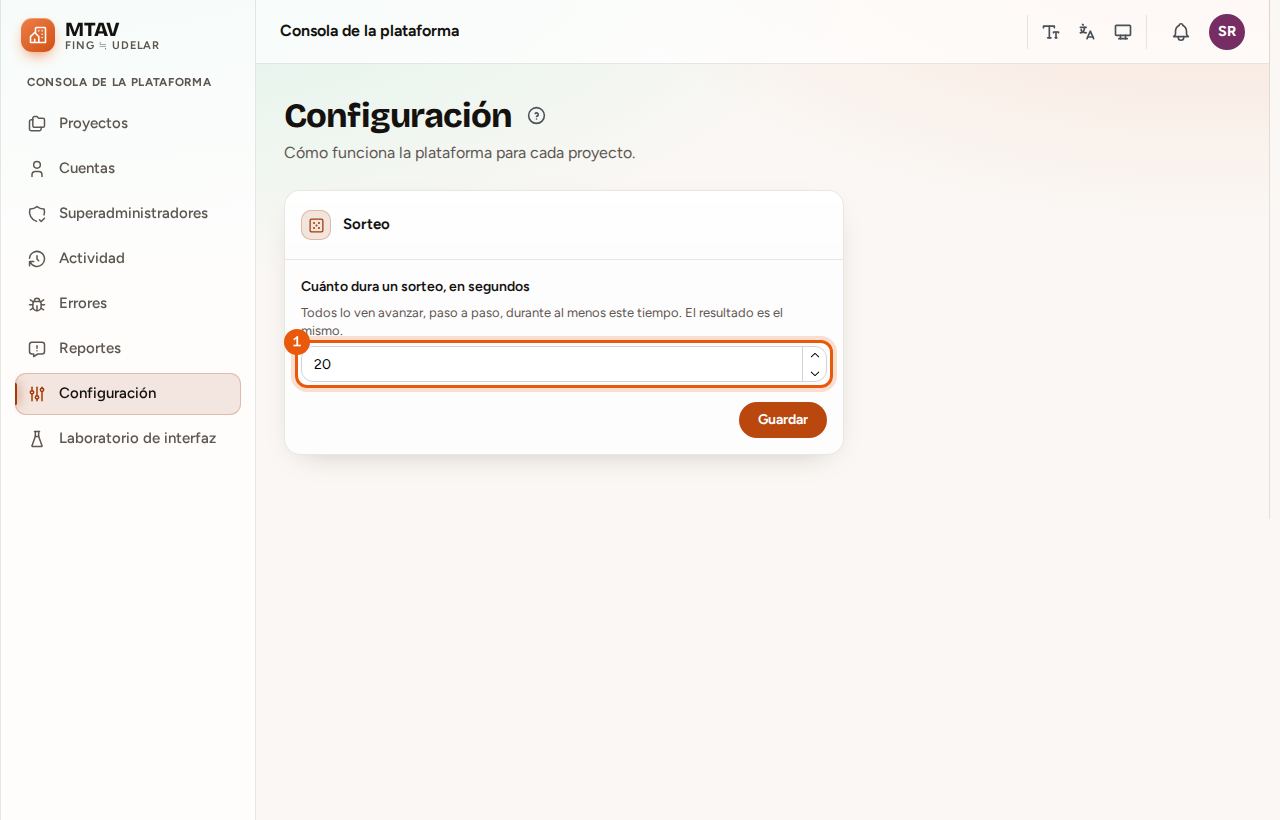 MTAV
FING ≒ UDELAR
CONSOLA DE LA PLATAFORMA
Proyectos
Cuentas
Superadministradores
Actividad
Errores
Reportes
Configuración
Laboratorio de interfaz
Consola de la plataforma
SR
Configuración
Cómo funciona la plataforma para cada proyecto.
Sorteo
Cuánto dura un sorteo, en segundos
Todos lo ven avanzar, paso a paso, durante al menos este tiempo. El resultado es el
mismo.
1
20
Guardar